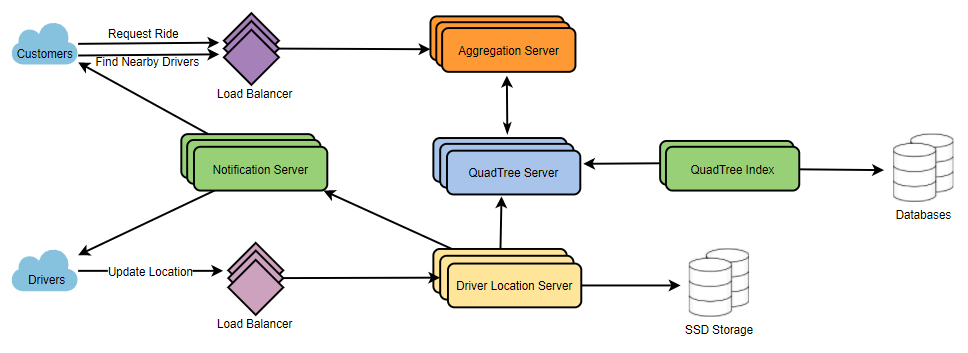 Request Ride
Customers
Find Nearby Drivers
Aggregation Server
Load Balancer
Notification Server
QuadTree Server
QuadTree Index
Databases
Drivers
Update Location
Driver Location Server
Load Balancer
SSD Storage